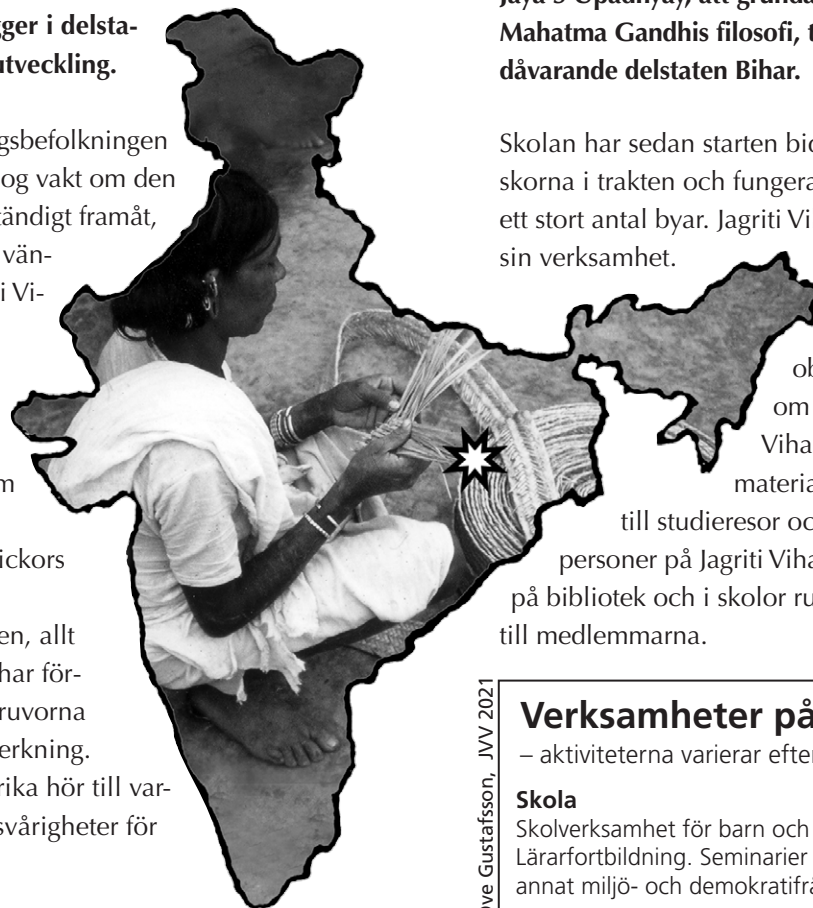 gger i delsta-
utveckling.
gsbefolkningen
og vakt om den
tändigt framåt,
vän-
i Vi-
m
ickors
en, allt
har för-
ruvorna
erkning.
rika hör till var-
svårigheter för
Jaya S Upadhyay, att grunda
Mahatma Gandhis filosofi, t
dåvarande delstaten Bihar.
Skolan har sedan starten bid
skorna i trakten och fungera
ett stort antal byar. Jagriti Vi
sin verksamhet.
ob
om
Viha
materia
till studieresor oc
personer på Jagriti Viha
på bibliotek och i skolor ru
till medlemmarna.
ve Gustafsson, JVV 2021
Verksamheter på
– aktiviteterna varierar efter
Skola
Skolverksamhet för barn och
Lärarfortbildning. Seminarier
annat miljö- och demokratifrå